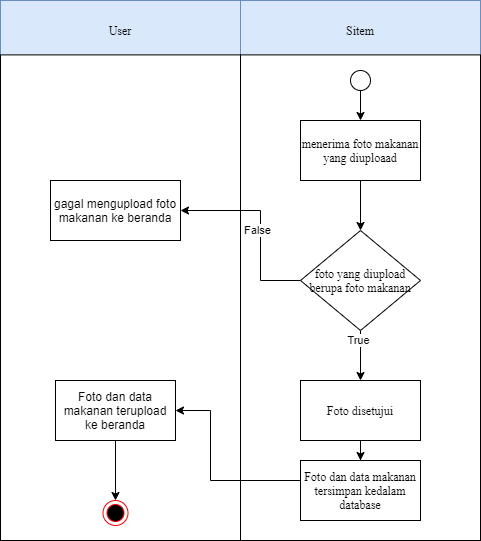 User
Sitem
menerima foto makanan
yang diuploaad
gagal mengupload foto
makanan ke beranda
False
foto yang diupload
berupa foto makanan
True
Foto dan data
makanan terupload
ke beranda
Foto disetujui
Foto dan data makanan
tersimpan kedalam
database